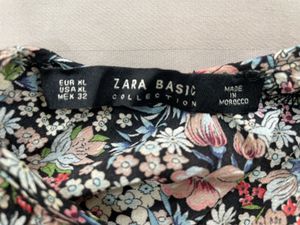 EUR XL
USA XL
MEX 32
ZARA BASIC
COLLECTION
MADE IN
MOROCCO